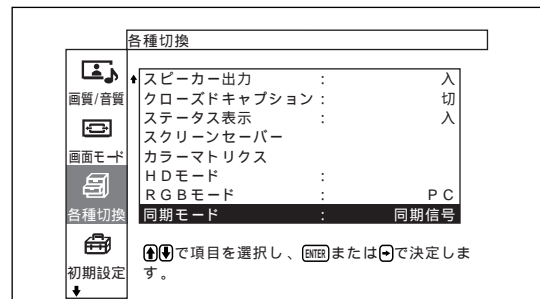 各種切換
画質/音質
画面モード
各種切換
初期設定
スピーカー出力 : 入
クローズドキャプション : 切
ステータス表示 : 入
スクリーンセーバー
カラーマトリクス
HDモード :
RGBモード : PC
同期モード : 同期信号
↑↓で項目を選択し、ENTERまたは→で決定しま
す。